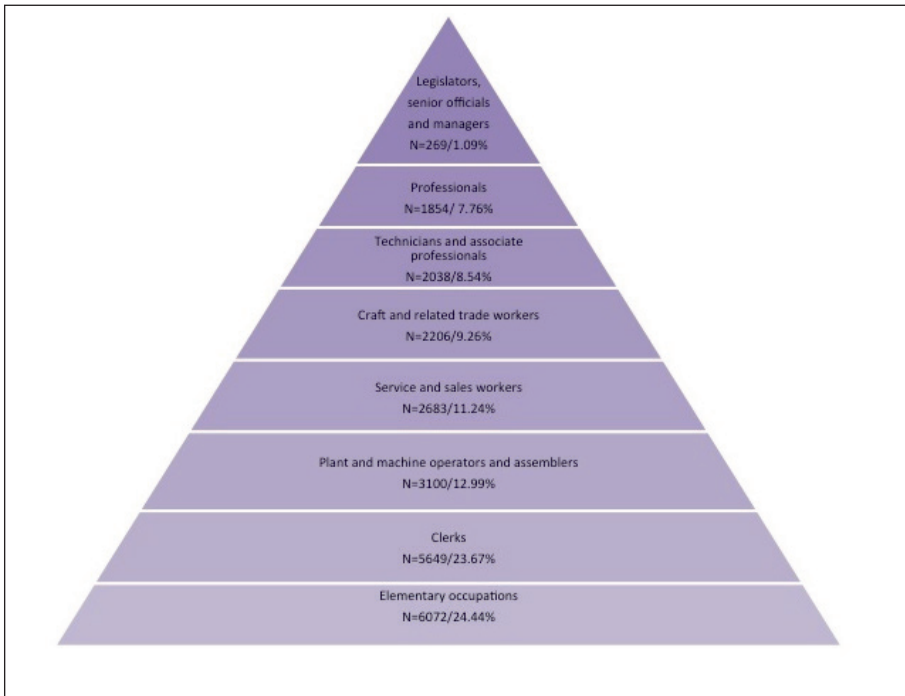 Legislators,
senior officials
and managers
N=269/1.09%
Professionals
N=1854/ 7.76%
Technicians and associate
professionals
N=2038/8.54%
Craft and related trade workers
N=2206/9.26%
Service and sales workers
N=2683/11.24%
Plant and machine operators and assemblers
N=3100/12.99%
Clerks
N=5649/23.67%
Elementary occupations
N=6072/24.44%